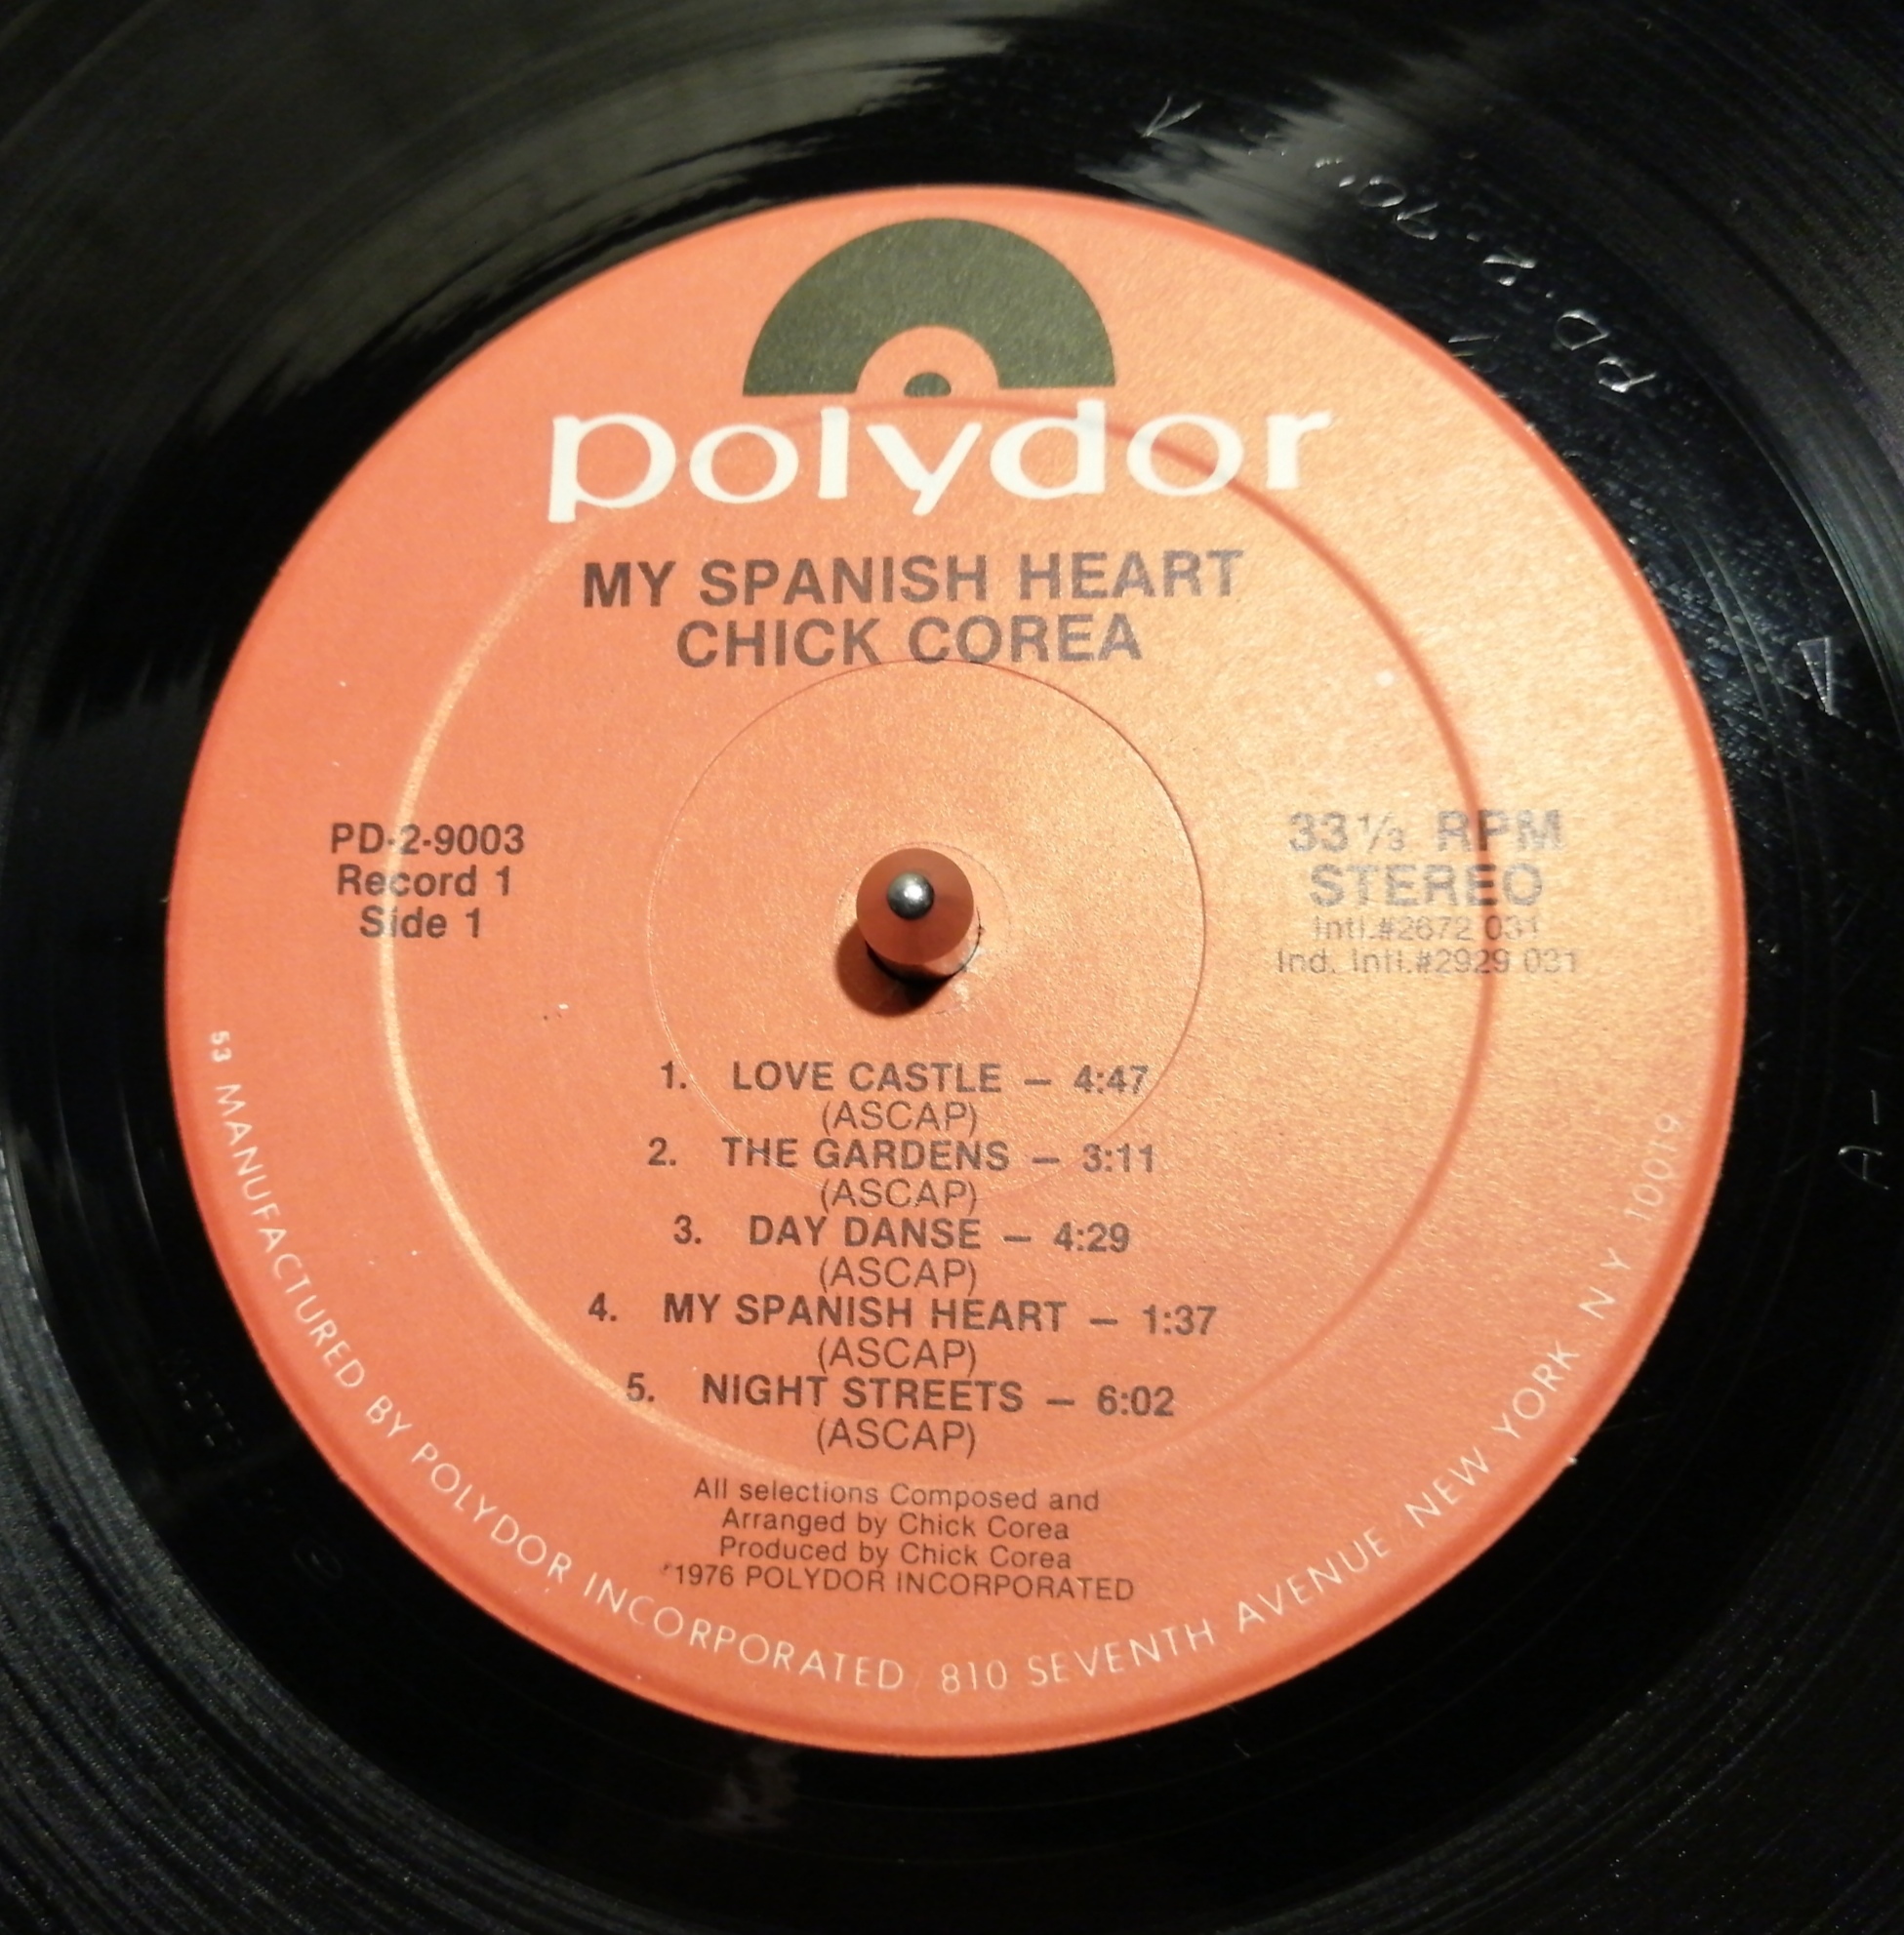 polydor
MY SPANISH HEART
CHICK COREA
PD-2-9003
Record 1
Side 1
33 1/3 RPM
STEREO
Intl.#2672 031
Ind. Intl.#2929 031
1. LOVE CASTLE — 4:47
(ASCAP)
2. THE GARDENS — 3:11
(ASCAP)
3. DAY DANSE — 4:29
(ASCAP)
4. MY SPANISH HEART — 1:37
(ASCAP)
5. NIGHT STREETS — 6:02
(ASCAP)
All selections Composed and
Arranged by Chick Corea
Produced by Chick Corea
1976 POLYDOR INCORPORATED
53 MANUFACTURED BY POLYDOR INCORPORATED / 810 SEVENTH AVENUE / NEW YORK N Y 10019